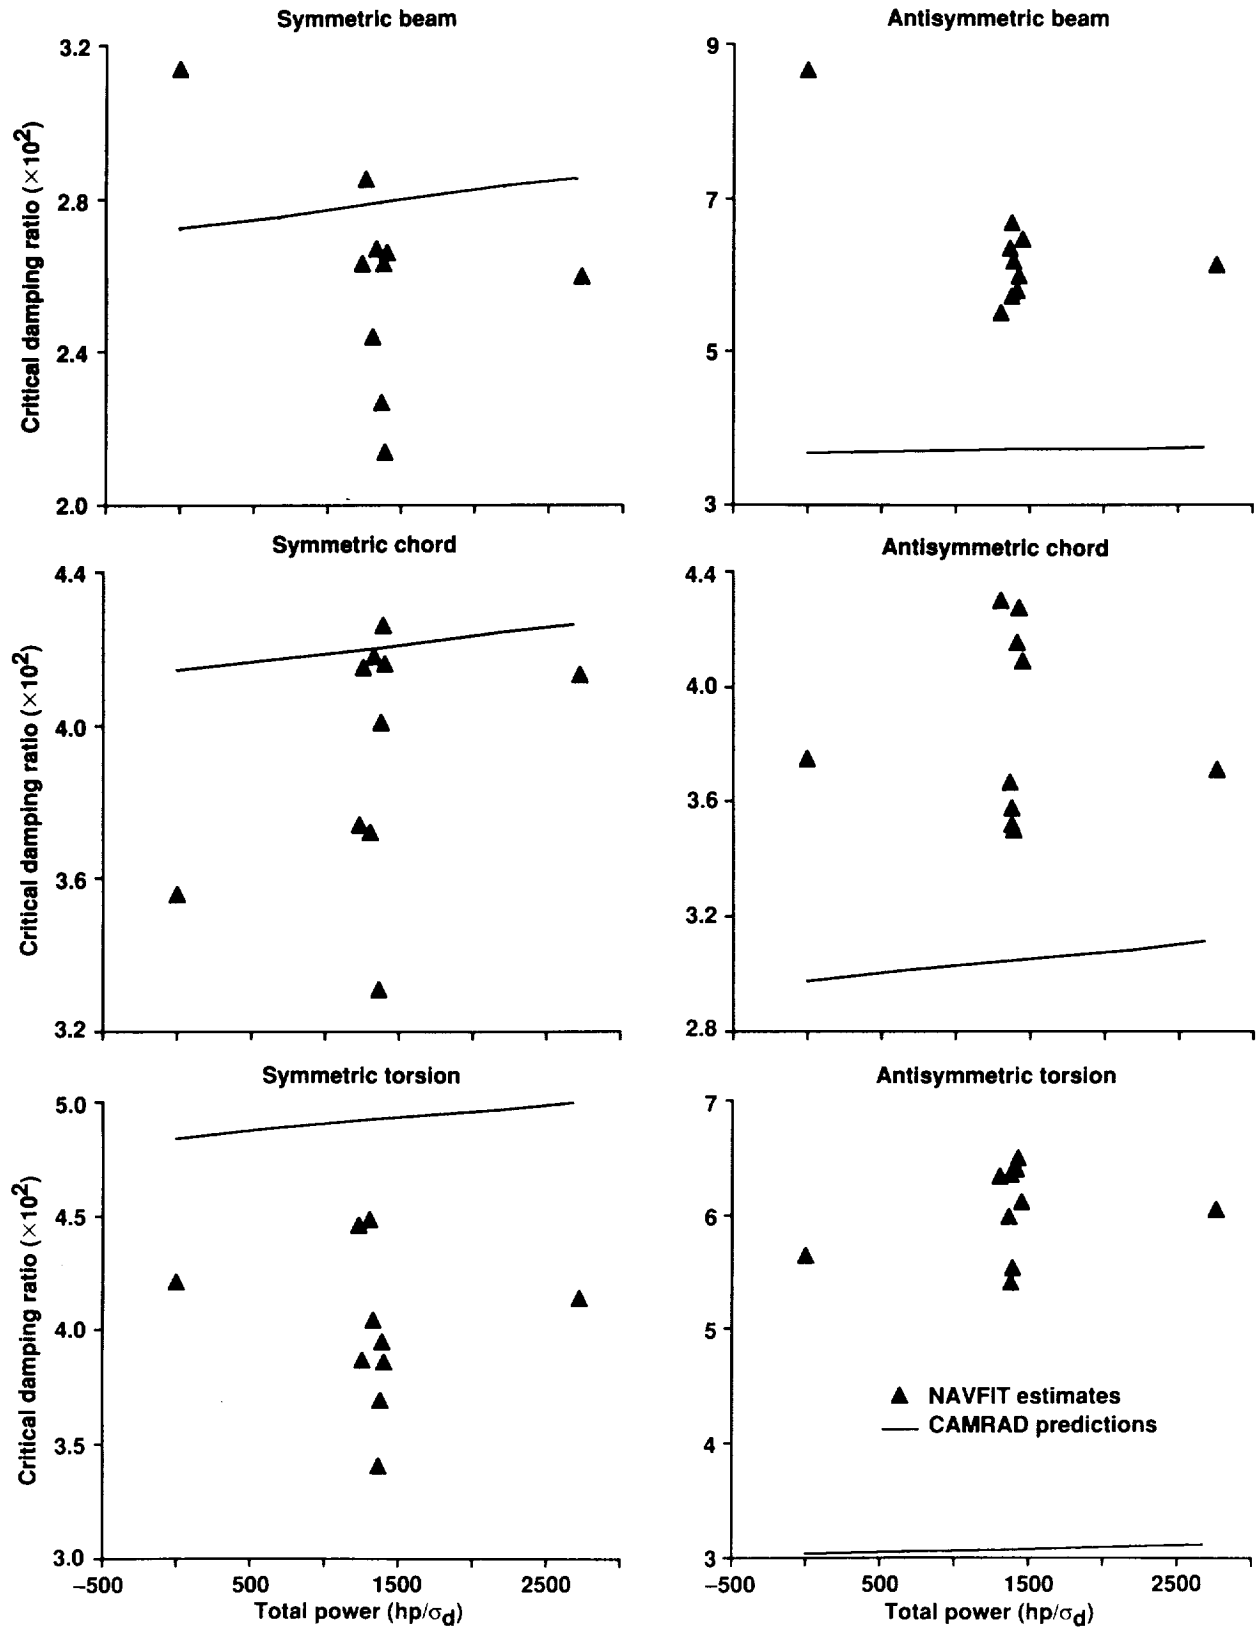 Symmetric beam
Critical damping ratio (×10²)
3.2
2.8
2.4
2.0
Antisymmetric beam
9
7
5
3
Symmetric chord
Critical damping ratio (×10²)
4.4
4.0
3.6
3.2
Antisymmetric chord
4.4
4.0
3.6
3.2
2.8
Symmetric torsion
Critical damping ratio (×10²)
5.0
4.5
4.0
3.5
3.0
−500 500 1500 2500
Total power (hp/σd)
Antisymmetric torsion
7
6
5
4
3
NAVFIT estimates
CAMRAD predictions
−500 500 1500 2500
Total power (hp/σd)